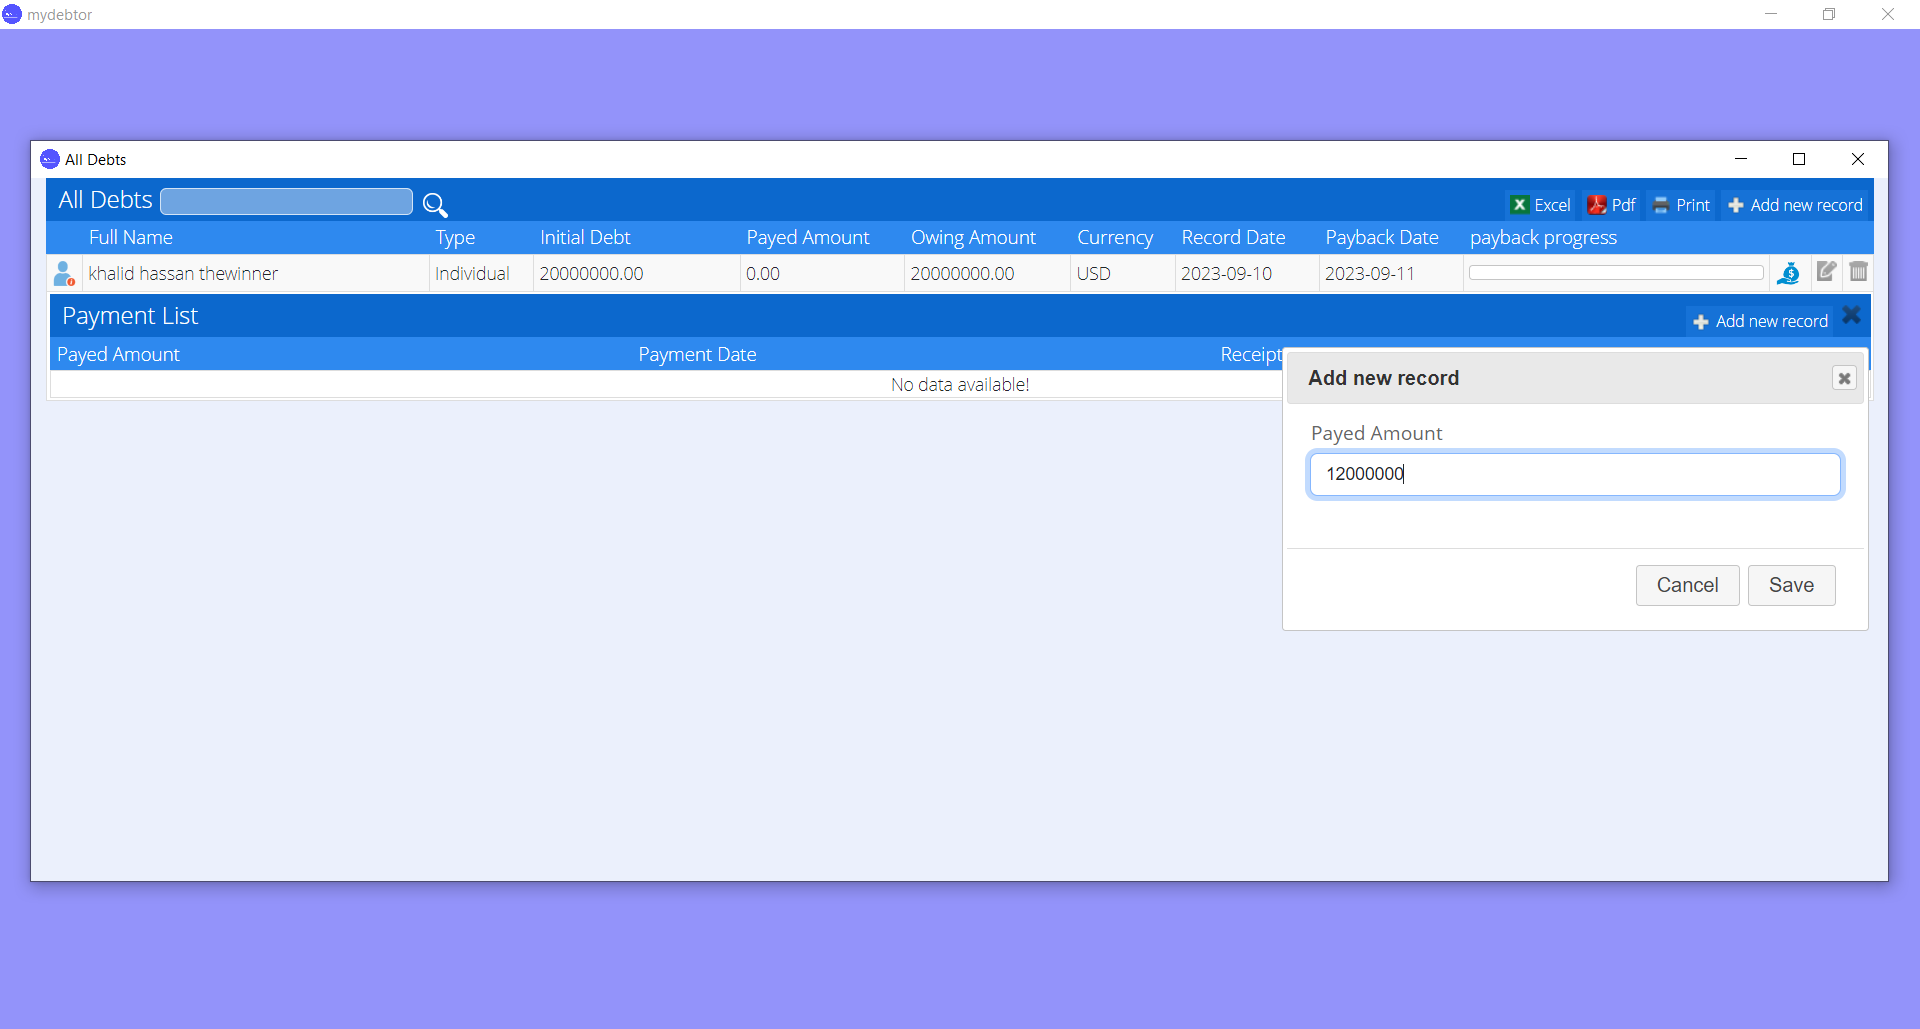 mydebtor
All Debts
All Debts
Excel Pdf Print Add new record
Full Name Type Initial Debt Payed Amount Owing Amount Currency Record Date Payback Date payback progress
khalid hassan thewinner Individual 20000000.00 0.00 20000000.00 USD 2023-09-10 2023-09-11
Payment List Add new record
Payed Amount Payment Date Receipt
No data available!
Add new record
Payed Amount
12000000
Cancel Save